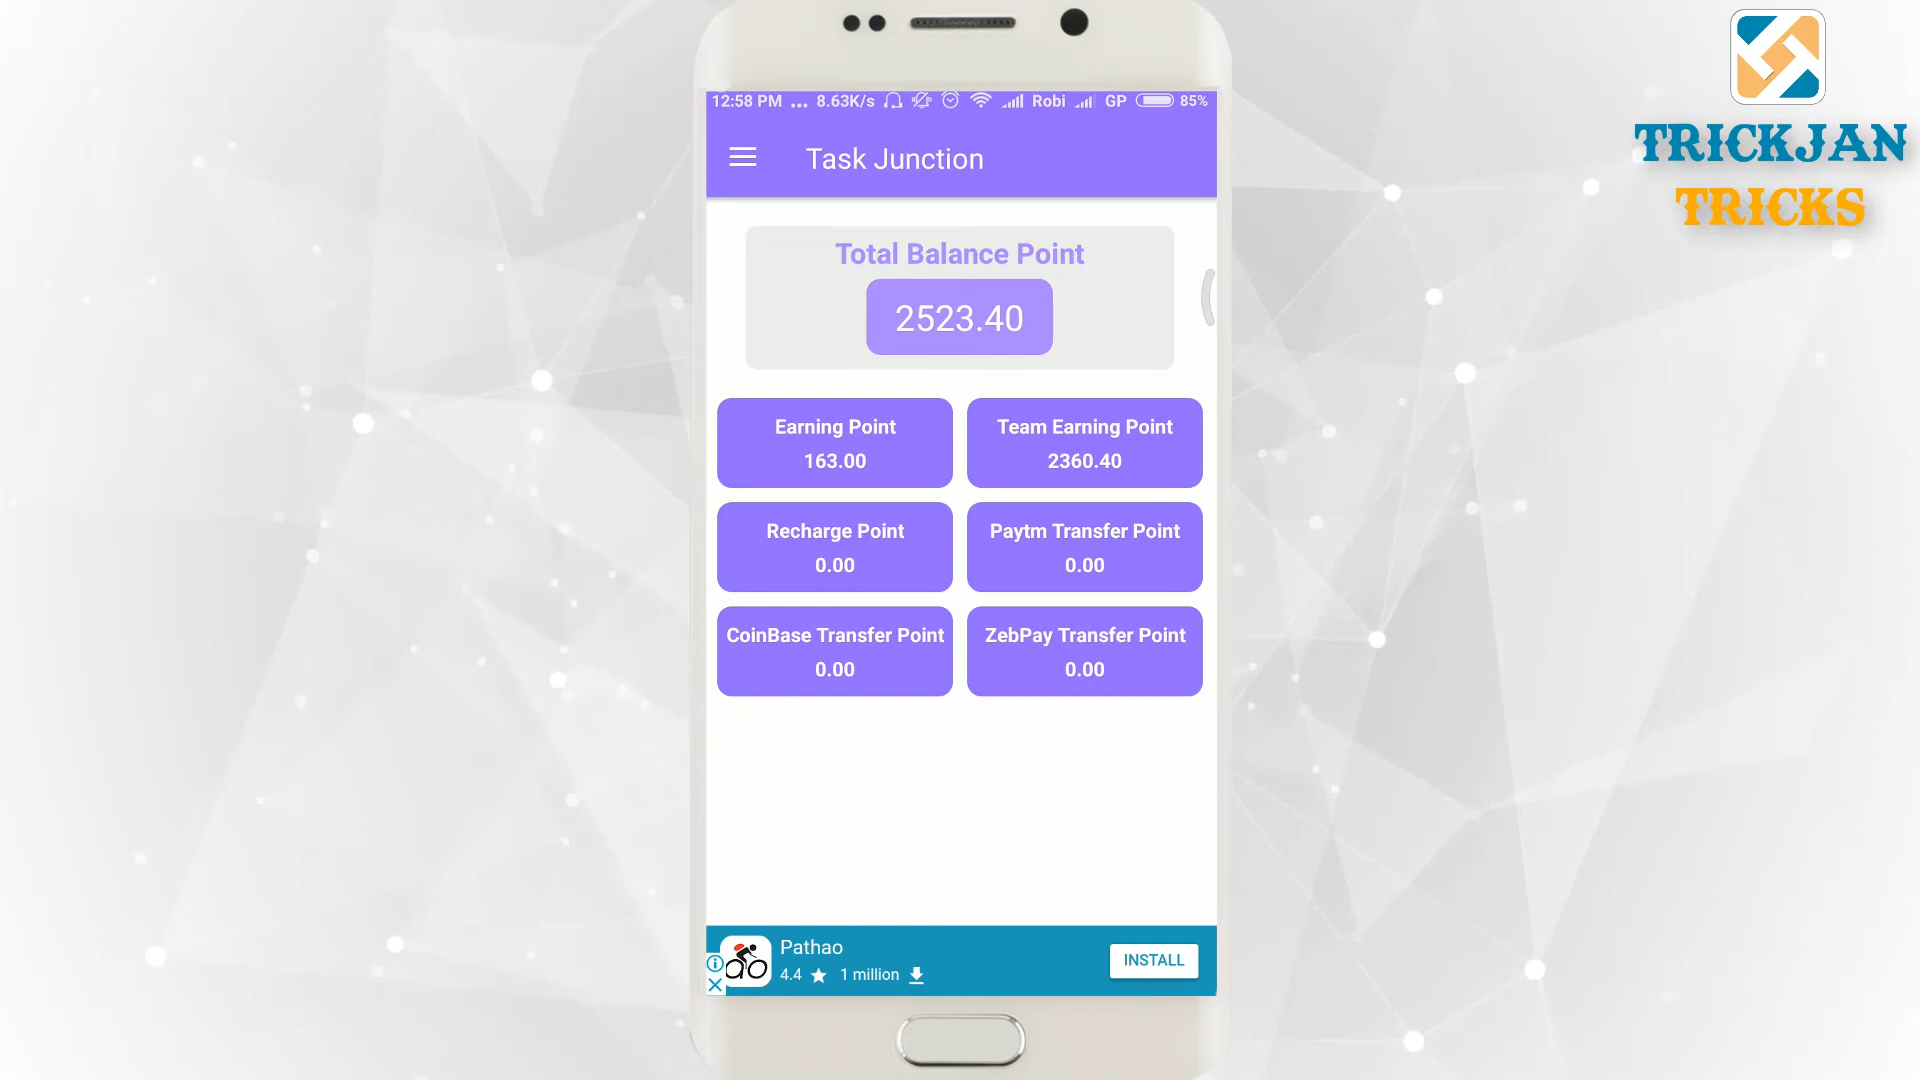 TRICKJAN
TRICKS
12:58 PM ... 8.63K/s Robi GP 85%
Task Junction
Total Balance Point
2523.40
Earning Point
163.00
Team Earning Point
2360.40
Recharge Point
0.00
Paytm Transfer Point
0.00
CoinBase Transfer Point
0.00
ZebPay Transfer Point
0.00
Pathao
4.4 ★ 1 million
INSTALL